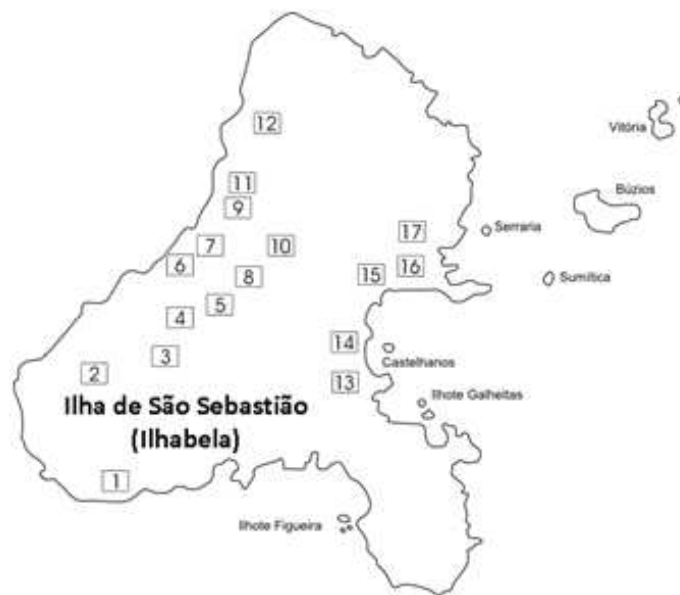 12
Vitória
11
Búzios
9
17
Serraria
7
10
6
16
15
8
Sumítica
5
4
14
3
Castelhanos
2
13
Ilhote Galheitas
Ilha de São Sebastião
(Ilhabela)
1
Ilhote Figueira